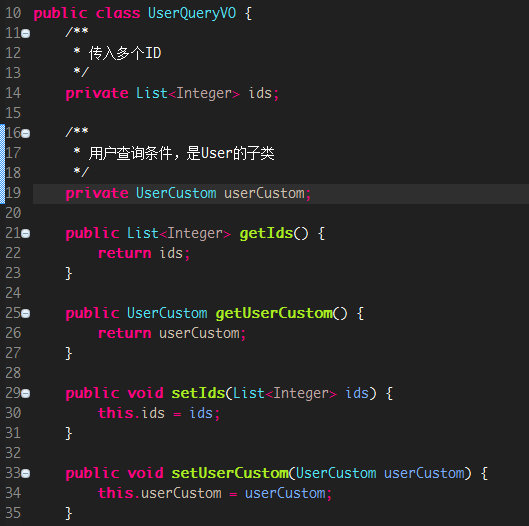 10 public class UserQueryVO {
11 /**
12 * 传入多个ID
13 */
14 private List<Integer> ids;
15
16 /**
17 * 用户查询条件，是User的子类
18 */
19 private UserCustom userCustom;
20
21 public List<Integer> getIds() {
22 return ids;
23 }
24
25 public UserCustom getUserCustom() {
26 return userCustom;
27 }
28
29 public void setIds(List<Integer> ids) {
30 this.ids = ids;
31 }
32
33 public void setUserCustom(UserCustom userCustom) {
34 this.userCustom = userCustom;
35 }